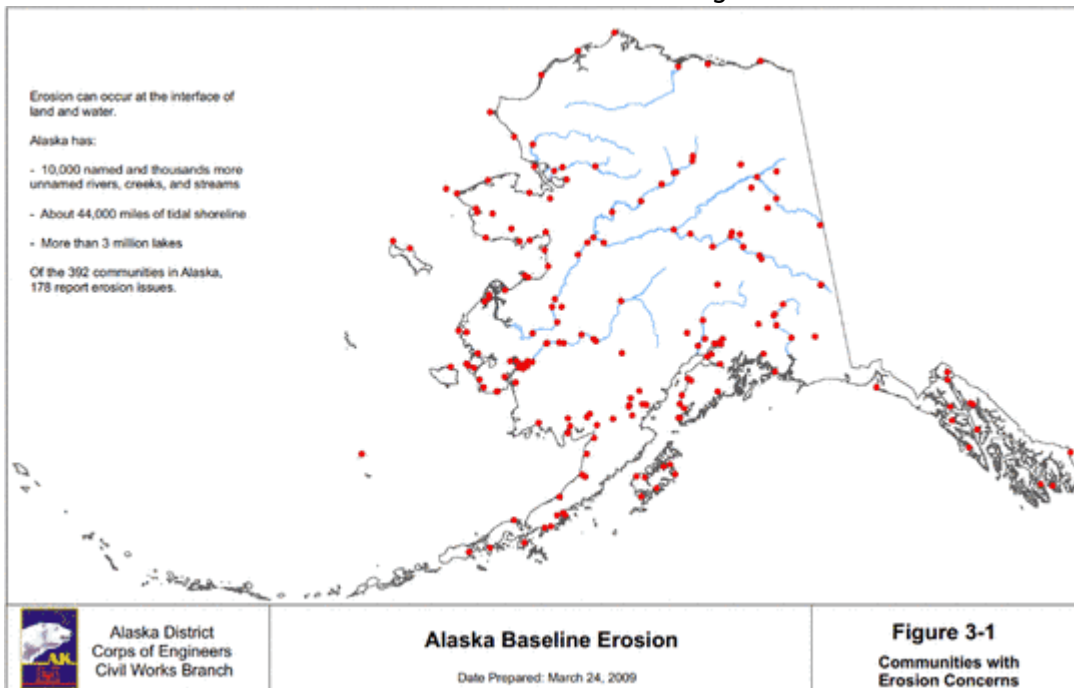 Erosion can occur at the interface of
land and water.
Alaska has:
- 10,000 named and thousands more
unnamed rivers, creeks, and streams
- About 44,000 miles of tidal shoreline
- More than 3 million lakes
Of the 392 communities in Alaska,
178 report erosion issues.
AK
Alaska District
Corps of Engineers
Civil Works Branch
Alaska Baseline Erosion
Date Prepared: March 24, 2009
Figure 3-1
Communities with
Erosion Concerns